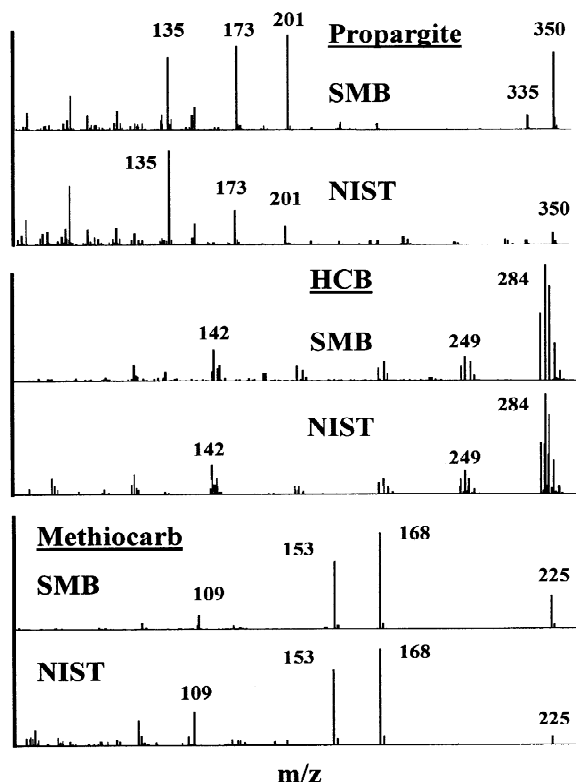 Propargite
SMB
135 173 201 335 350
NIST
135 173 201 350
HCB
SMB
142 249 284
NIST
142 249 284
Methiocarb
SMB
109 153 168 225
NIST
109 153 168 225
m/z